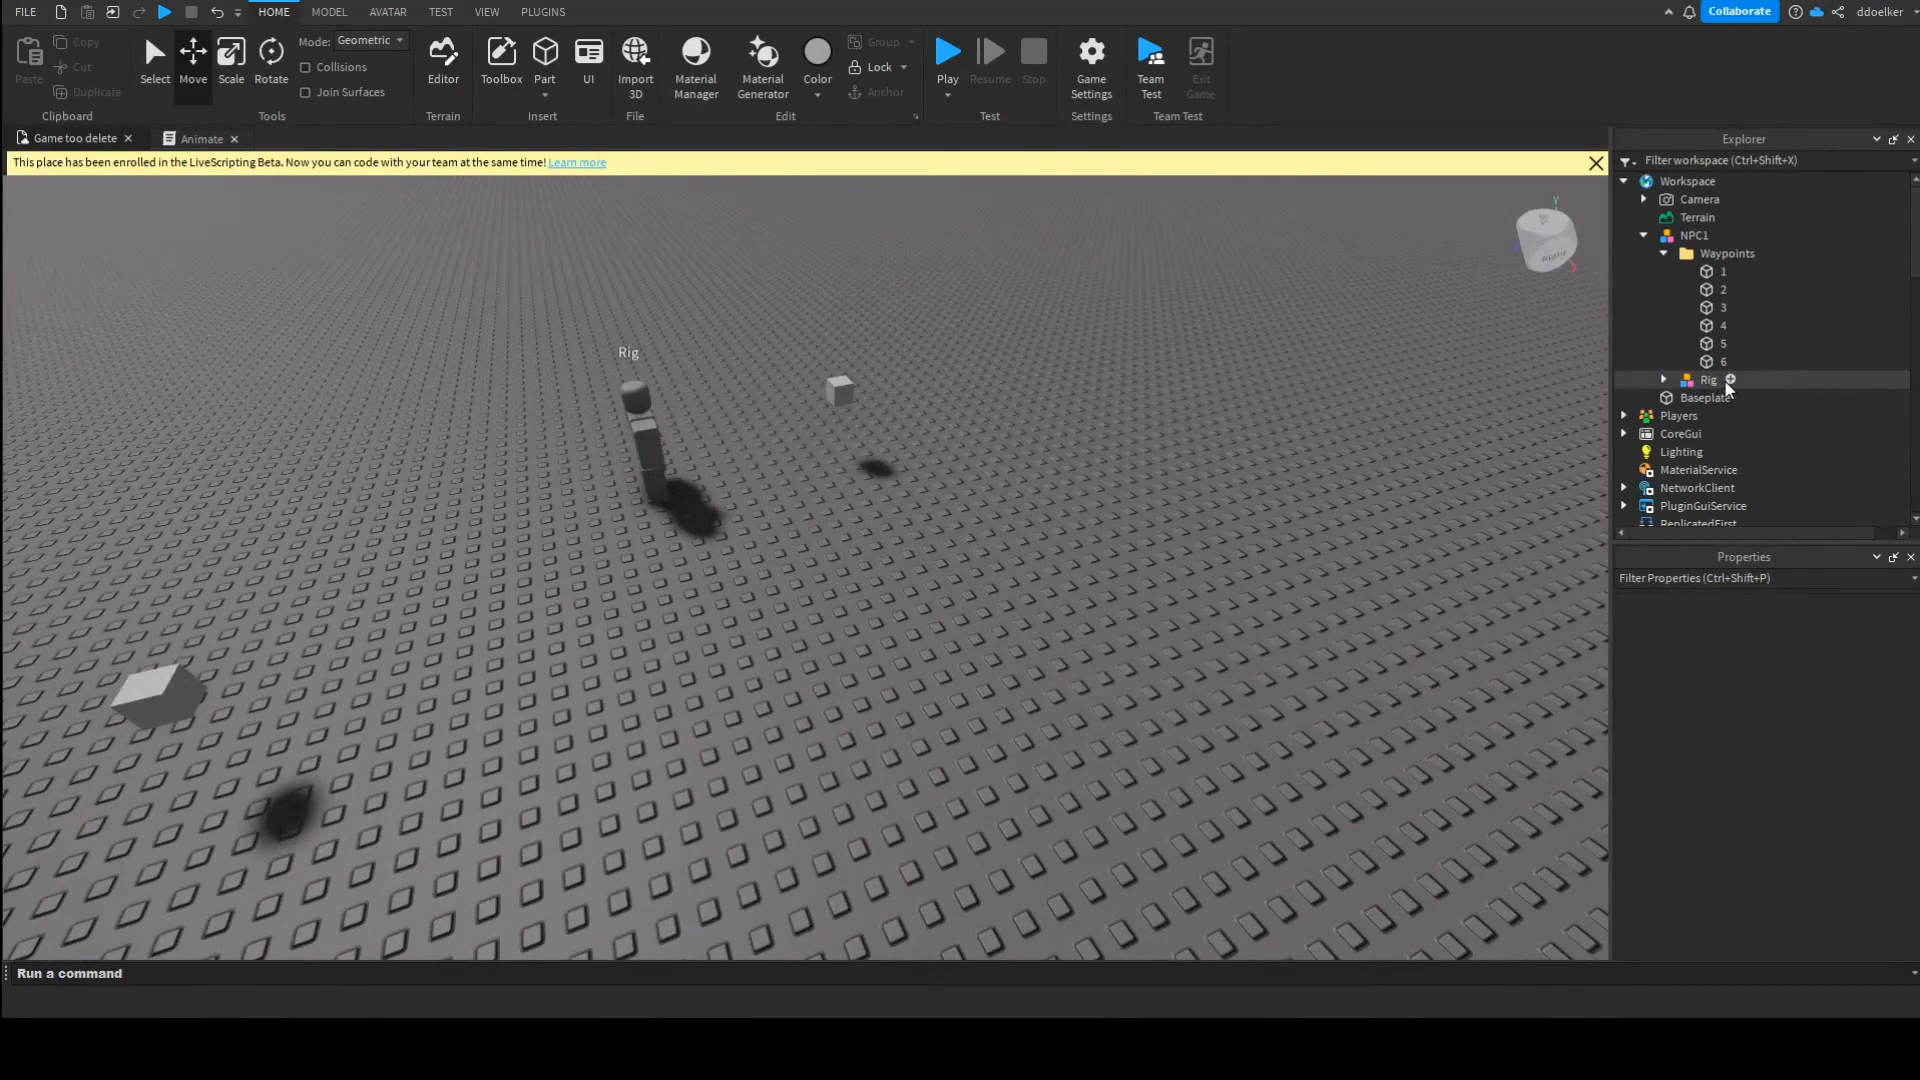 FILE HOME MODEL AVATAR TEST VIEW PLUGINS Collaborate ddoelker
Paste Copy Cut Duplicate
Clipboard
Select Move Scale Rotate
Mode: Geometric
Collisions
Join Surfaces
Tools
Editor
Terrain
Toolbox Part UI
Insert
Import 3D
File
Material Manager
Material Generator
Color
Group
Lock
Anchor
Edit
Play Resume Stop
Test
Game Settings
Settings
Team Test
Exit Game
Team Test
Game too delete
Animate
This place has been enrolled in the LiveScripting Beta. Now you can code with your team at the same time! Learn more
Rig
Y
Right
Explorer
Filter workspace (Ctrl+Shift+X)
Workspace
Camera
Terrain
NPC1
Waypoints
1
2
3
4
5
6
Rig
Baseplate
Players
CoreGui
Lighting
MaterialService
NetworkClient
PluginGuiService
ReplicatedFirst
Properties
Filter Properties (Ctrl+Shift+P)
Run a command